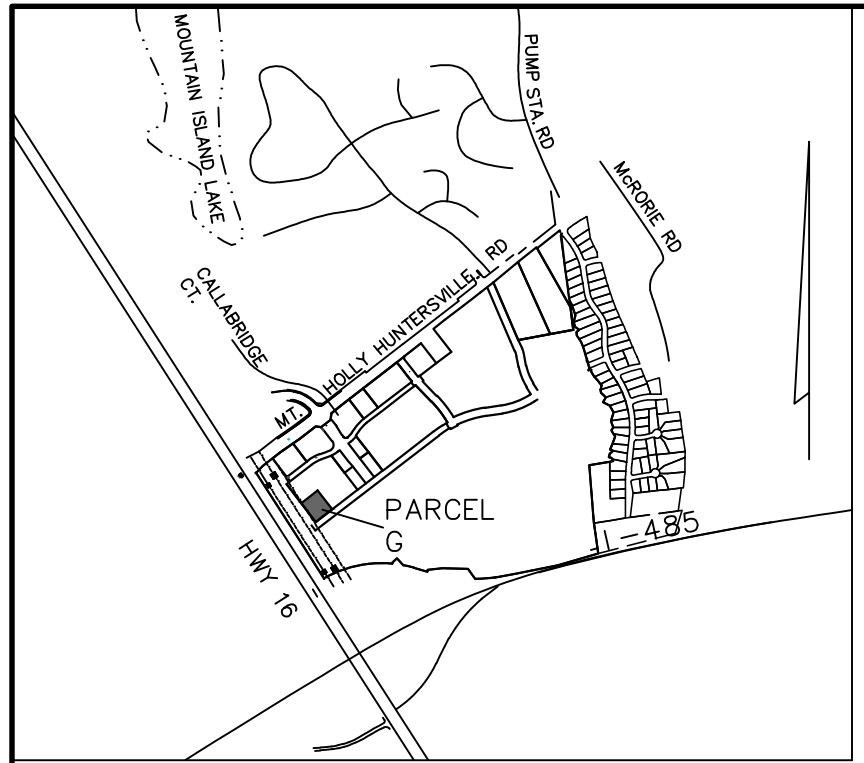 MOUNTAIN ISLAND LAKE
PUMP STA. RD
McRORIE RD
CALLABRIDGE
CT.
MT. HOLLY HUNTERSVILLE RD
PARCEL
G
I-485
HWY 16